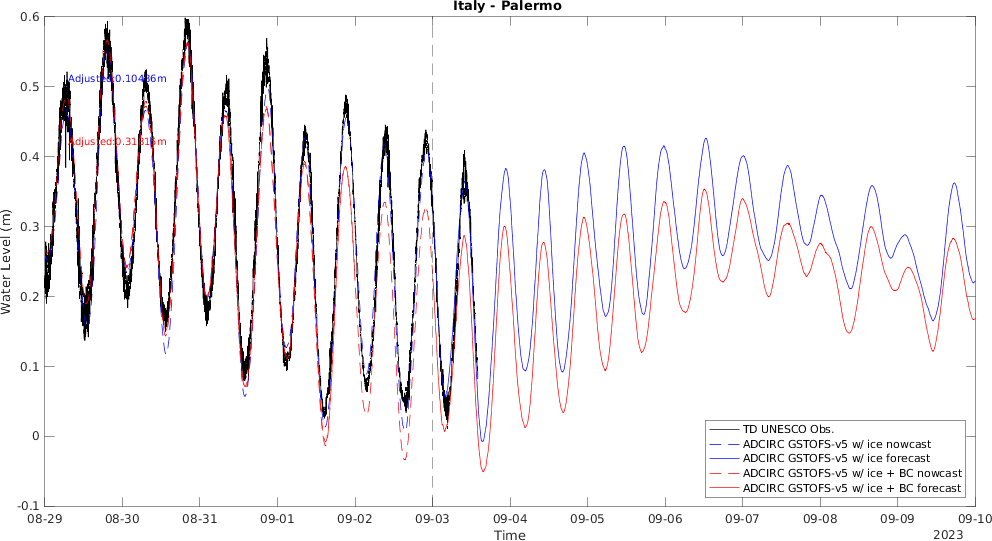 Italy - Palermo
0.6
0.5
0.4
0.3
0.2
0.1
0
-0.1
Water Level (m)
Adjusted:0.10486m
TD UNESCO Obs.
ADCIRC GSTOFS-v5 w/ ice nowcast
ADCIRC GSTOFS-v5 w/ ice forecast
ADCIRC GSTOFS-v5 w/ ice + BC nowcast
ADCIRC GSTOFS-v5 w/ ice + BC forecast
08-29 08-30 08-31 09-01 09-02 09-03 09-04 09-05 09-06 09-07 09-08 09-09 09-10
Time
2023